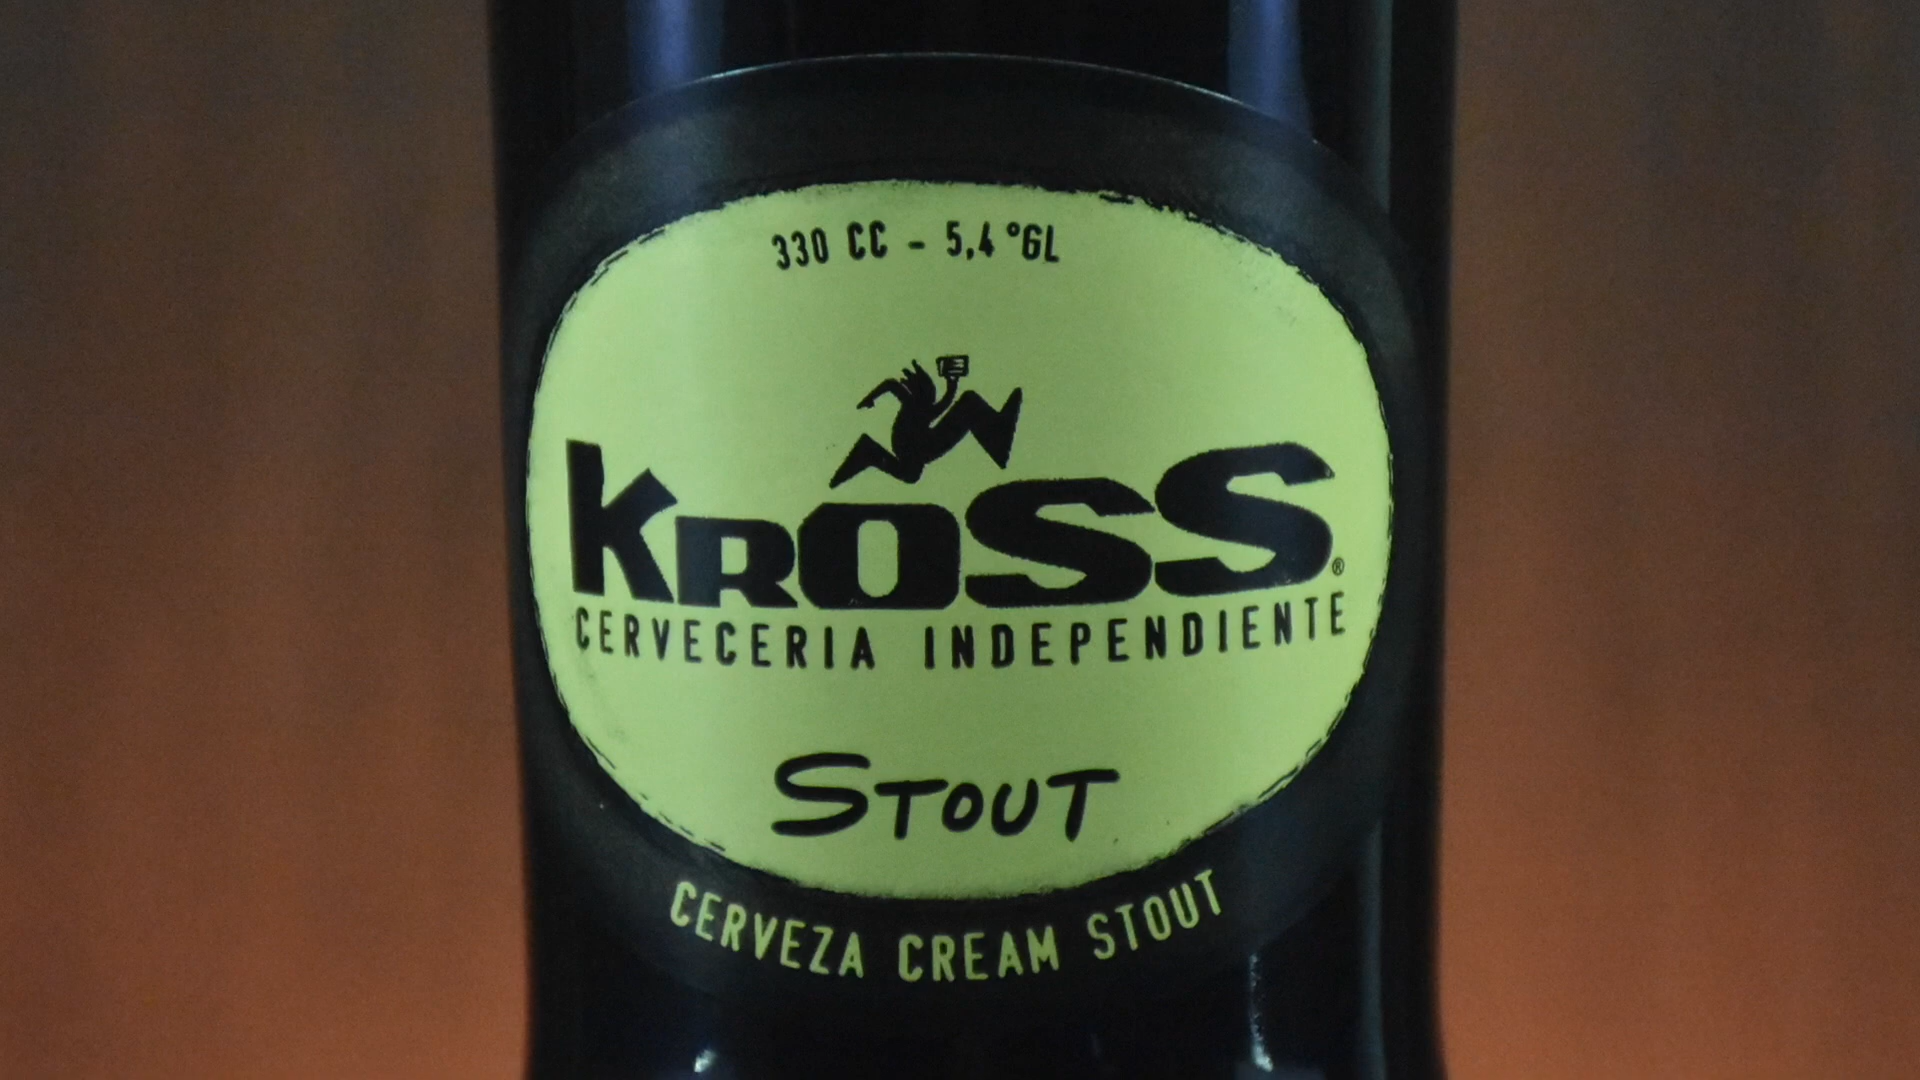 330 CC - 5,4 °GL
KROSS®
CERVECERIA INDEPENDIENTE
STOUT
CERVEZA CREAM STOUT